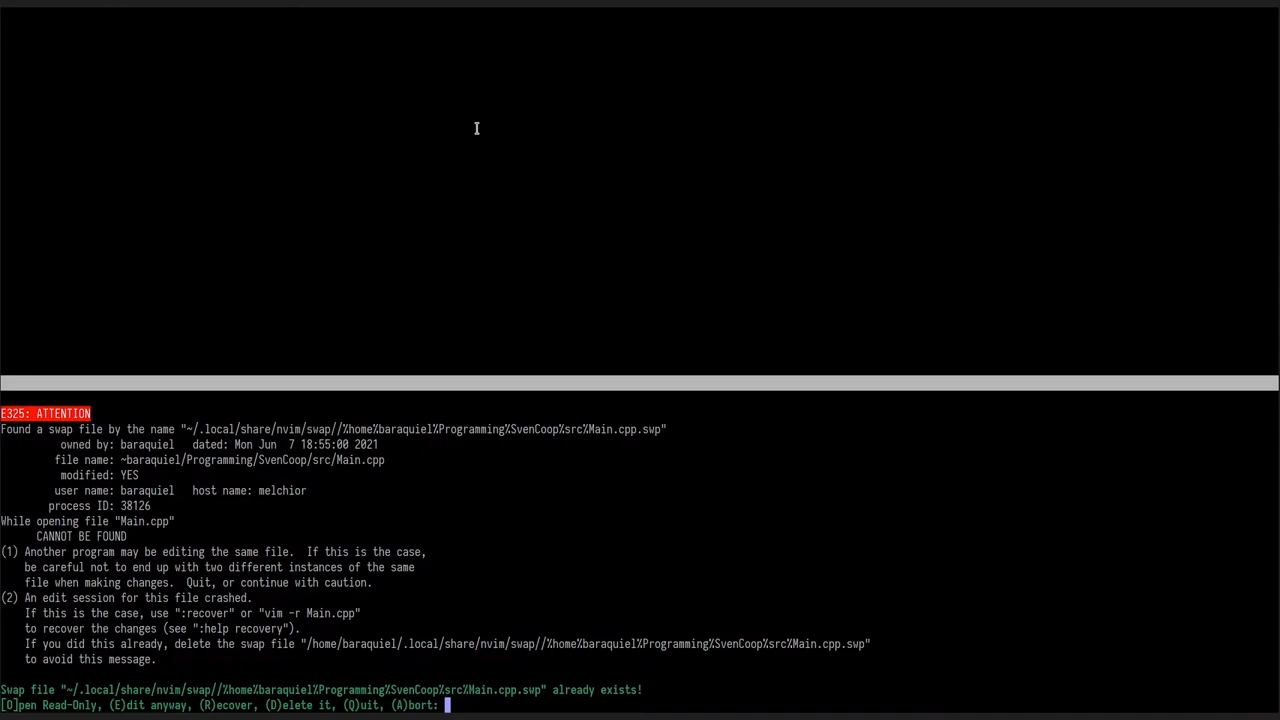 E325: ATTENTION
Found a swap file by the name "~/.local/share/nvim/swap//%home%baraquiel%Programming%SvenCoop%src%Main.cpp.swp"
owned by: baraquiel   dated: Mon Jun  7 18:55:00 2021
file name: ~baraquiel/Programming/SvenCoop/src/Main.cpp
modified: YES
user name: baraquiel   host name: melchior
process ID: 38126
While opening file "Main.cpp"
CANNOT BE FOUND
(1) Another program may be editing the same file.  If this is the case,
be careful not to end up with two different instances of the same
file when making changes.  Quit, or continue with caution.
(2) An edit session for this file crashed.
If this is the case, use ":recover" or "vim -r Main.cpp"
to recover the changes (see ":help recovery").
If you did this already, delete the swap file "/home/baraquiel/.local/share/nvim/swap//%home%baraquiel%Programming%SvenCoop%src%Main.cpp.swp"
to avoid this message.
Swap file "~/.local/share/nvim/swap//%home%baraquiel%Programming%SvenCoop%src%Main.cpp.swp" already exists!
[O]pen Read-Only, (E)dit anyway, (R)ecover, (D)elete it, (Q)uit, (A)bort: